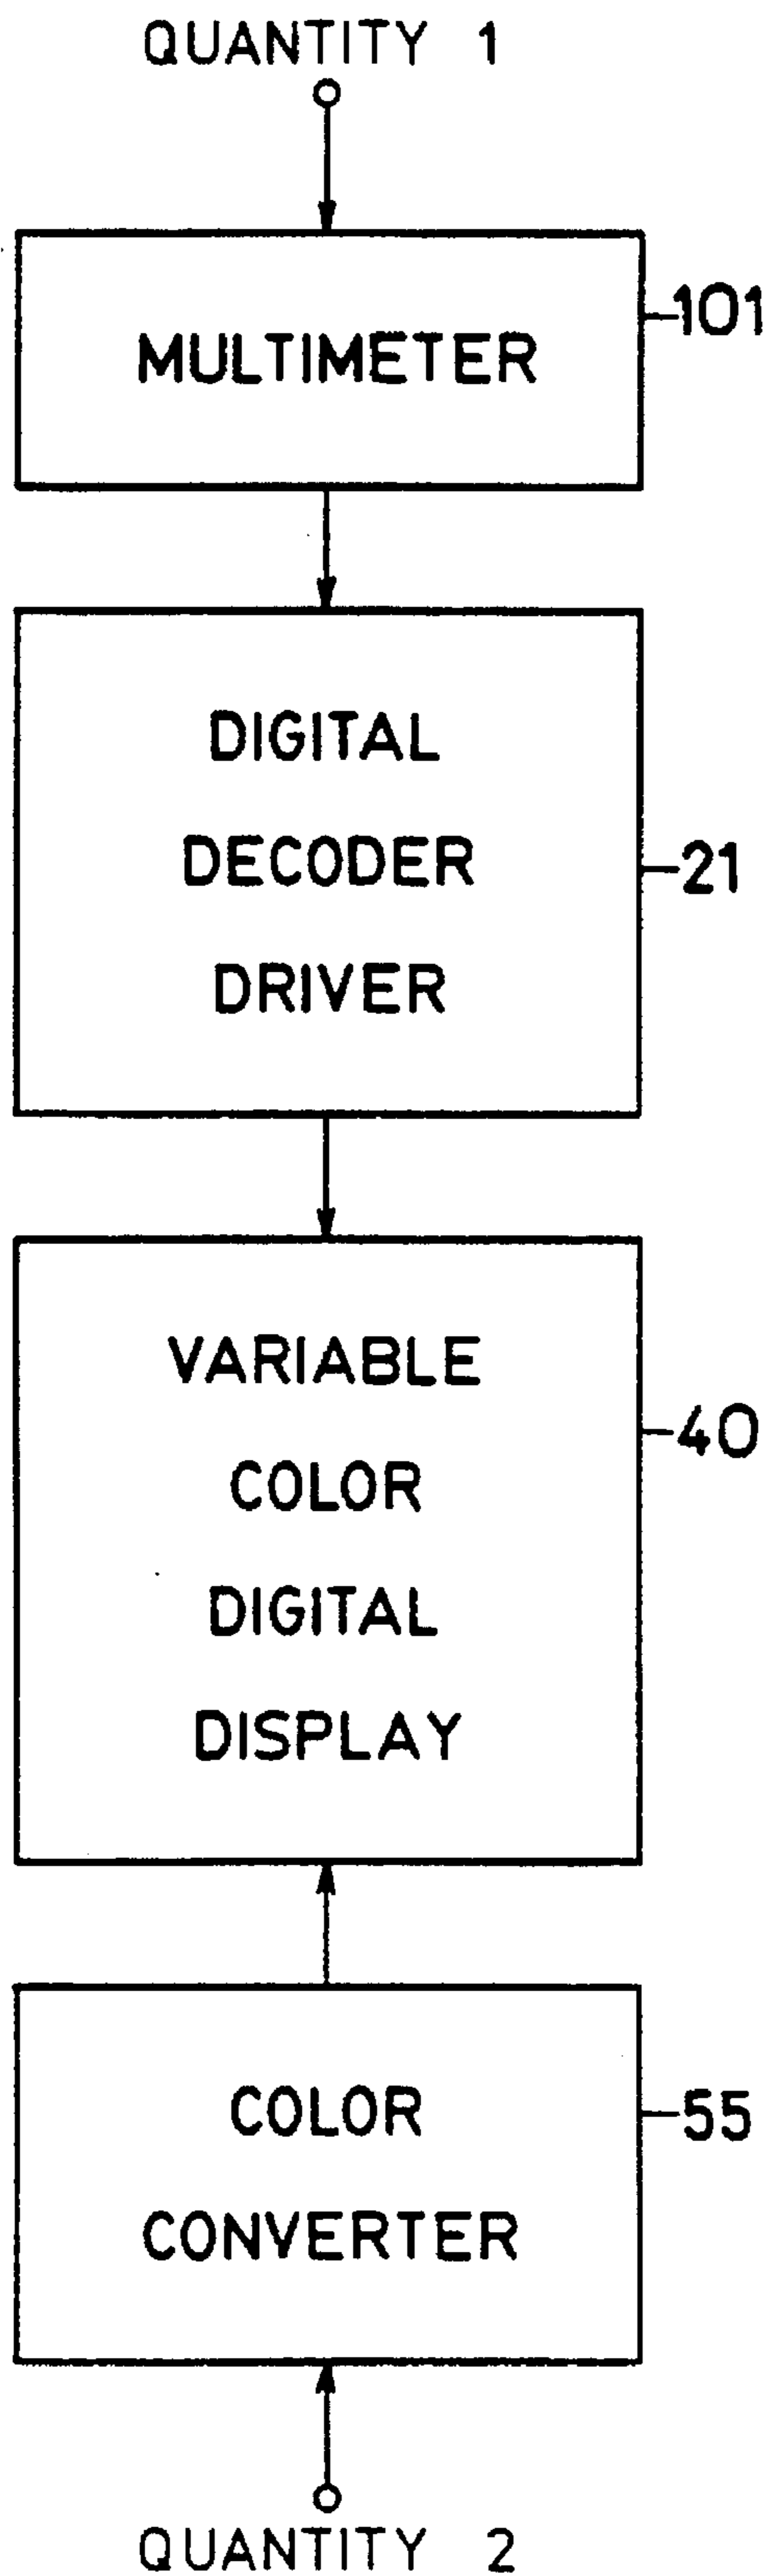 QUANTITY 1
MULTIMETER
101
DIGITAL
DECODER
21
DRIVER
VARIABLE
40
COLOR
DIGITAL
DISPLAY
COLOR
55
CONVERTER
QUANTITY 2